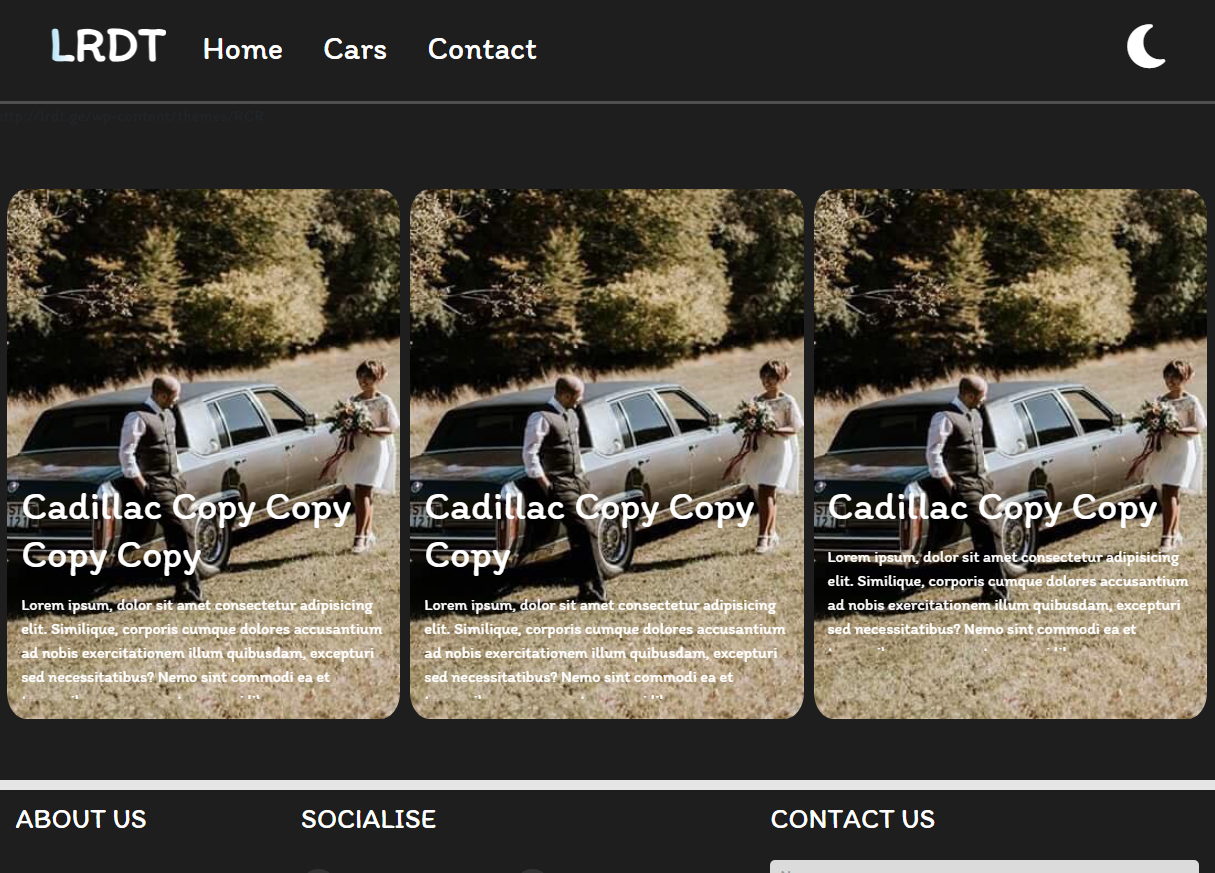 LRDT Home Cars Contact
http://lrdt.ge/wp-content/themes/RCR
Cadillac Copy Copy
Copy Copy
Lorem ipsum, dolor sit amet consectetur adipisicing
elit. Similique, corporis cumque dolores accusantium
ad nobis exercitationem illum quibusdam, excepturi
sed necessitatibus? Nemo sint commodi ea et
Cadillac Copy Copy
Copy
Lorem ipsum, dolor sit amet consectetur adipisicing
elit. Similique, corporis cumque dolores accusantium
ad nobis exercitationem illum quibusdam, excepturi
sed necessitatibus? Nemo sint commodi ea et
Cadillac Copy Copy
Lorem ipsum, dolor sit amet consectetur adipisicing
elit. Similique, corporis cumque dolores accusantium
ad nobis exercitationem illum quibusdam, excepturi
sed necessitatibus? Nemo sint commodi ea et
ABOUT US
SOCIALISE
CONTACT US